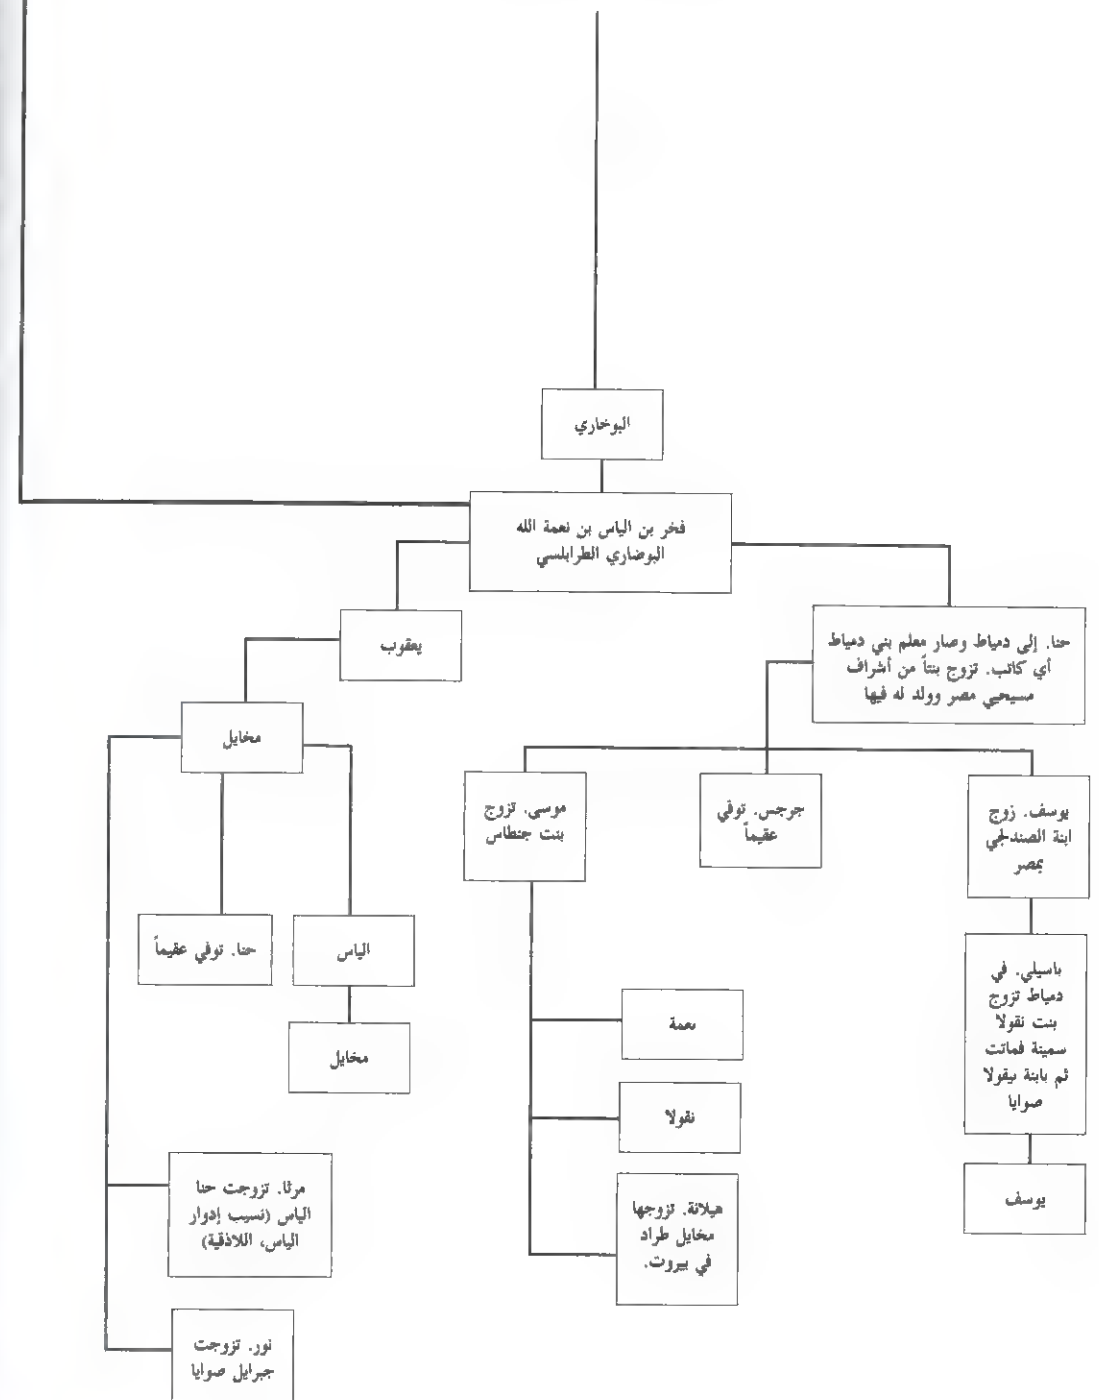 البوخاري
فخر بن الياس بن نعمة الله
البوضاري الطرابلسي
حنا. إلى دمياط وصار معلم بني دمياط
أي كاتب. تزوج بنتاً من أشراف
مسيحيي مصر وولد له فيها
يعقوب
مخايل
يوسف. زوج
ابنة الصندلجي
بمصر
جرجس. توفي
عقيماً
موسى. تزوج
بنت جنطاس
الياس
حنا. توفي عقيماً
مخايل
باسيلي. في
دمياط تزوج
بنت نقولا
سمينة فماتت
ثم بابنة نيقولا
صوايا
يوسف
نعمة
نقولا
هيلانة. تزوجها
مخايل طراد
في بيروت.
مرتا. تزوجت حنا
الياس (نسيب إدوار
الياس، اللاذقية)
نور. تزوجت
جبرايل صوايا